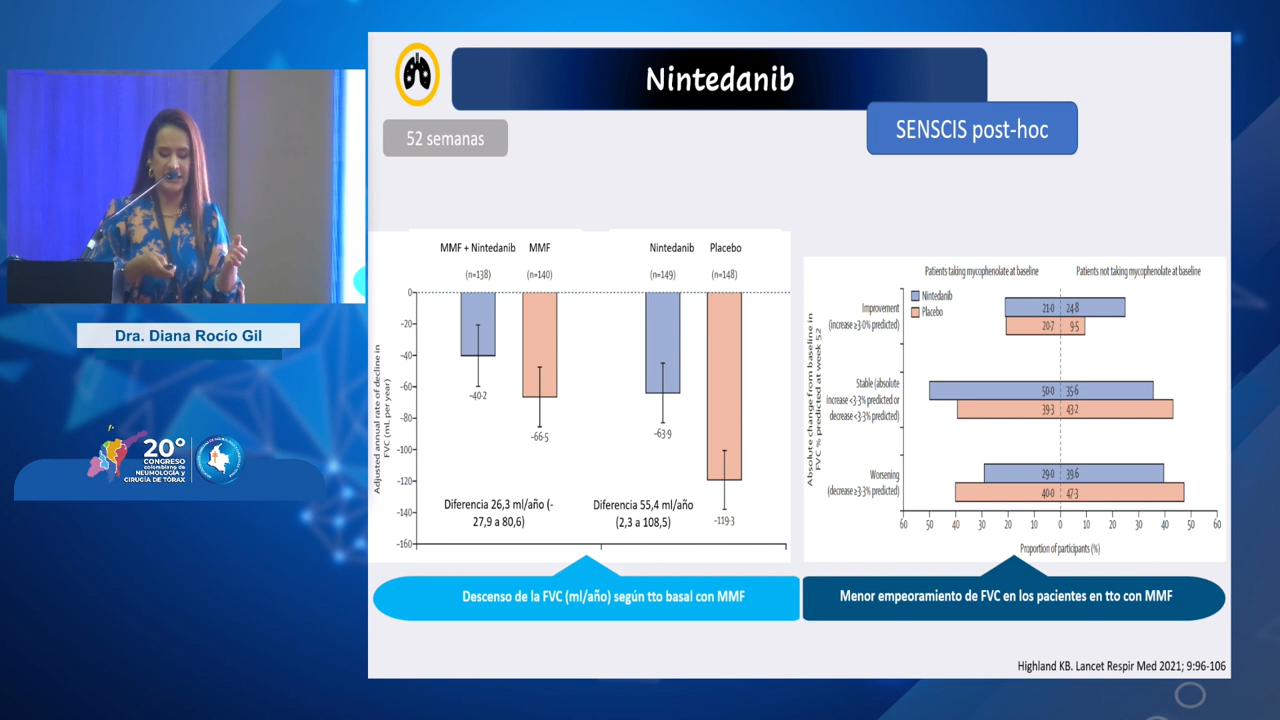 Nintedanib
SENSCIS post-hoc
52 semanas
MMF + Nintedanib
MMF
Nintedanib
Placebo
(n=138)
(n=140)
(n=149)
(n=148)
0
-20
-40
-60
-80
-100
-120
-140
-160
-40·2
-66·5
-63·9
-119·3
Adjusted annual rate of decline in
FVC (mL per year)
Diferencia 26,3 ml/año (-
27,9 a 80,6)
Diferencia 55,4 ml/año
(2,3 a 108,5)
Descenso de la FVC (ml/año) según tto basal con MMF
Patients taking mycophenolate at baseline
Patients not taking mycophenolate at baseline
Nintedanib
Placebo
Absolute change from baseline in
FVC % predicted at week 52
Improvement
(increase ≥3·0% predicted)
21·0 24·8
20·7 9·5
Stable (absolute
increase <3·3% predicted or
decrease <3·3% predicted)
50·0 35·6
39·3 43·2
Worsening
(decrease ≥3·3% predicted)
29·0 39·6
40·0 47·3
60 50 40 30 20 10 0 10 20 30 40 50 60
Proportion of participants (%)
Menor empeoramiento de FVC en los pacientes en tto con MMF
Highland KB. Lancet Respir Med 2021; 9:96-106
Dra. Diana Rocío Gil
20°
CONGRESO
colombiano de
NEUMOLOGÍA y
CIRUGÍA DE TÓRAX